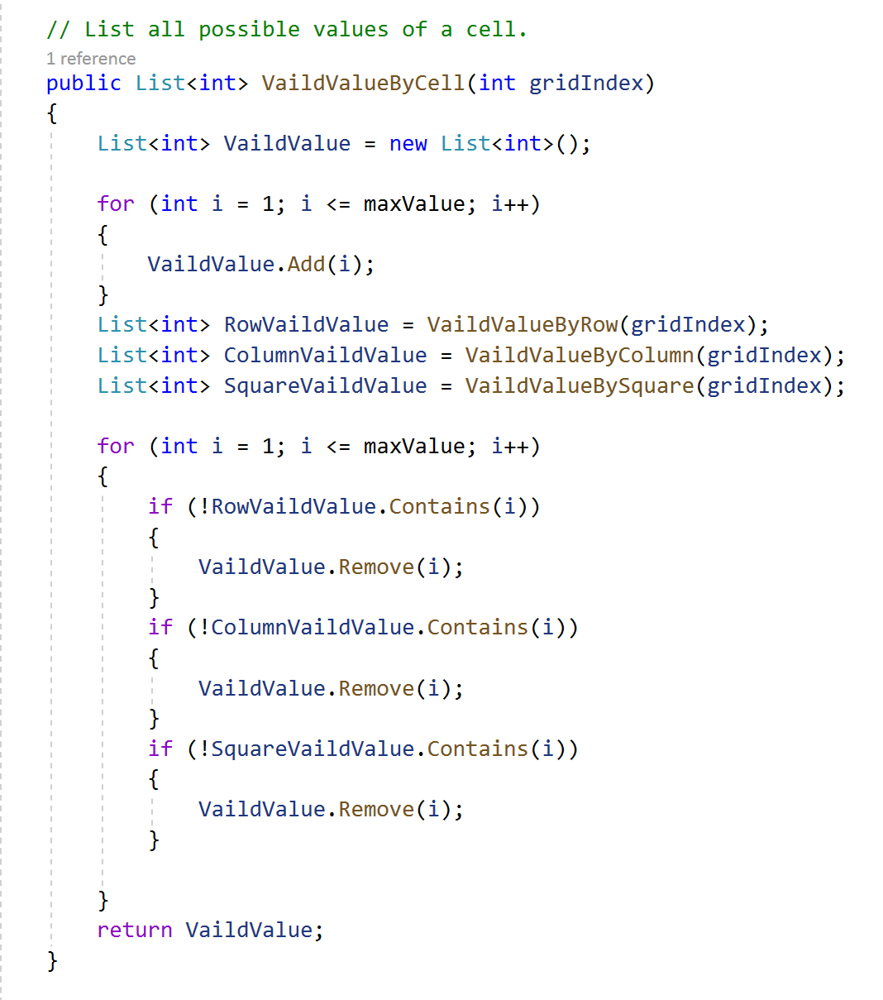 // List all possible values of a cell.
1 reference
public List<int> VaildValueByCell(int gridIndex)
{
    List<int> VaildValue = new List<int>();

    for (int i = 1; i <= maxValue; i++)
    {
        VaildValue.Add(i);
    }
    List<int> RowVaildValue = VaildValueByRow(gridIndex);
    List<int> ColumnVaildValue = VaildValueByColumn(gridIndex);
    List<int> SquareVaildValue = VaildValueBySquare(gridIndex);

    for (int i = 1; i <= maxValue; i++)
    {
        if (!RowVaildValue.Contains(i))
        {
            VaildValue.Remove(i);
        }
        if (!ColumnVaildValue.Contains(i))
        {
            VaildValue.Remove(i);
        }
        if (!SquareVaildValue.Contains(i))
        {
            VaildValue.Remove(i);
        }

    }
    return VaildValue;
}